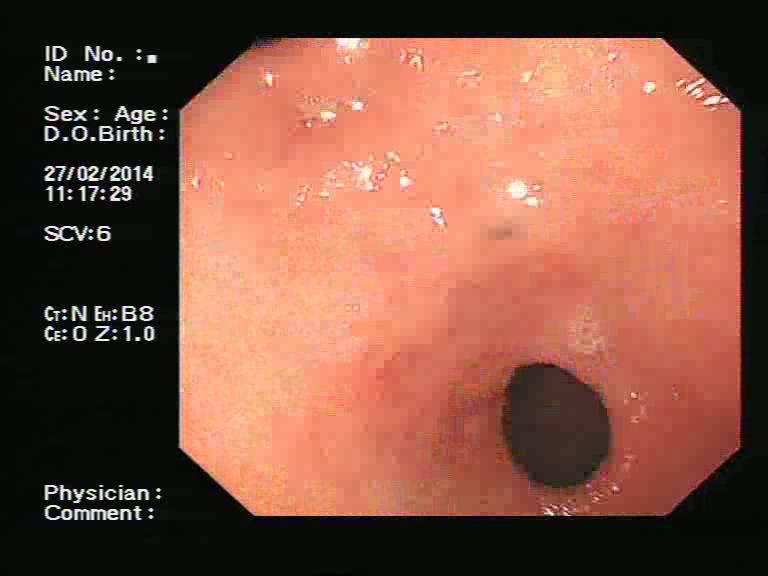 ID No. :
Name:
Sex: Age:
D.O.Birth:
27/02/2014
11:17:29
SCV:6
CT:N EH:B8
CE:0 Z:1.0
Physician:
Comment: